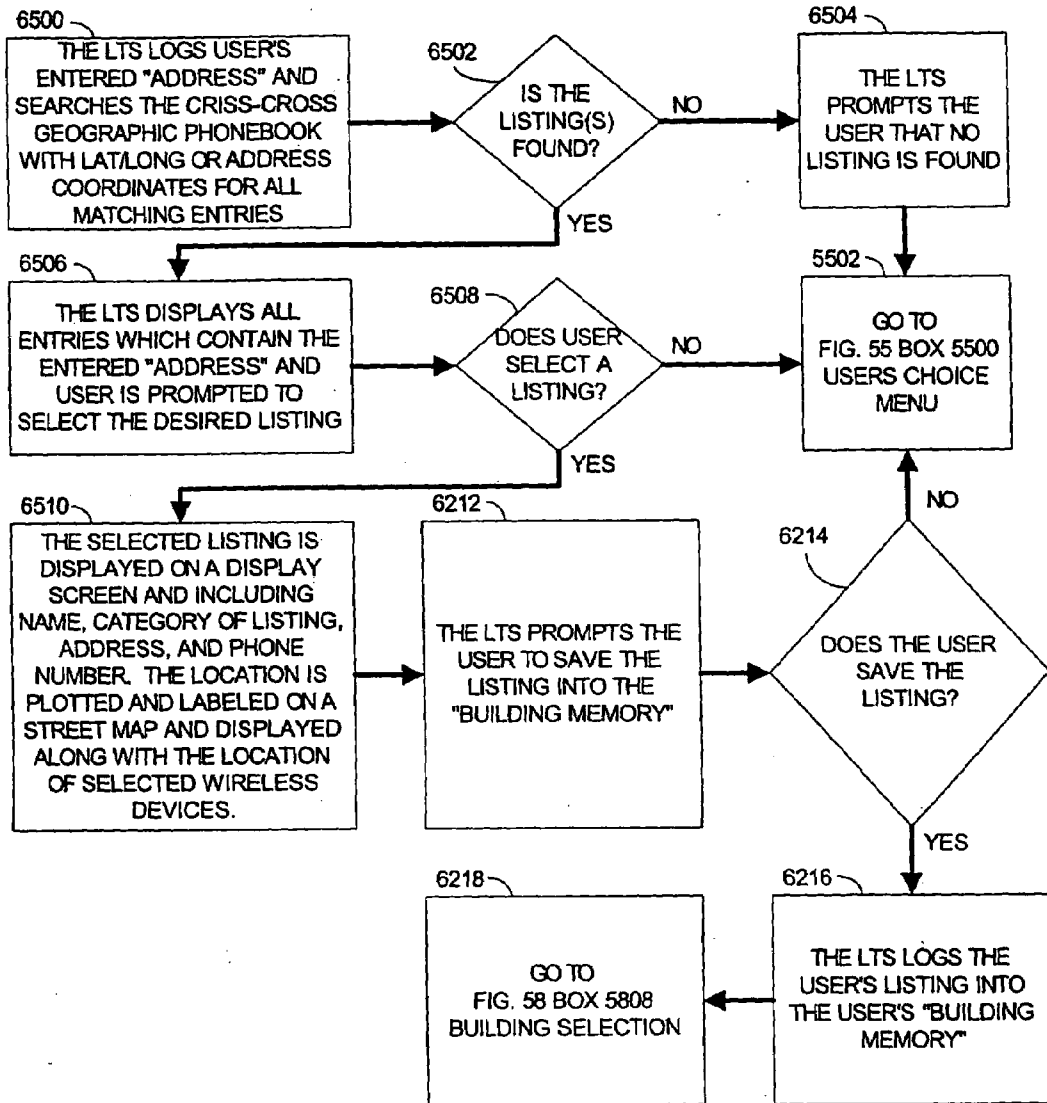 6500
THE LTS LOGS USER'S
ENTERED "ADDRESS" AND
SEARCHES THE CRISS-CROSS
GEOGRAPHIC PHONEBOOK
WITH LAT/LONG OR ADDRESS
COORDINATES FOR ALL
MATCHING ENTRIES
6502
IS THE
LISTING(S)
FOUND?
NO
YES
6504
THE LTS
PROMPTS THE
USER THAT NO
LISTING IS FOUND
6506
THE LTS DISPLAYS ALL
ENTRIES WHICH CONTAIN THE
ENTERED "ADDRESS" AND
USER IS PROMPTED TO
SELECT THE DESIRED LISTING
6508
DOES USER
SELECT A
LISTING?
NO
YES
5502
GO TO
FIG. 55 BOX 5500
USERS CHOICE
MENU
6510
THE SELECTED LISTING IS
DISPLAYED ON A DISPLAY
SCREEN AND INCLUDING
NAME, CATEGORY OF LISTING,
ADDRESS, AND PHONE
NUMBER. THE LOCATION IS
PLOTTED AND LABELED ON A
STREET MAP AND DISPLAYED
ALONG WITH THE LOCATION
OF SELECTED WIRELESS
DEVICES.
6212
THE LTS PROMPTS THE
USER TO SAVE THE
LISTING INTO THE
"BUILDING MEMORY"
6214
DOES THE USER
SAVE THE
LISTING?
NO
YES
6216
THE LTS LOGS THE
USER'S LISTING INTO
THE USER'S "BUILDING
MEMORY"
6218
GO TO
FIG. 58 BOX 5808
BUILDING SELECTION